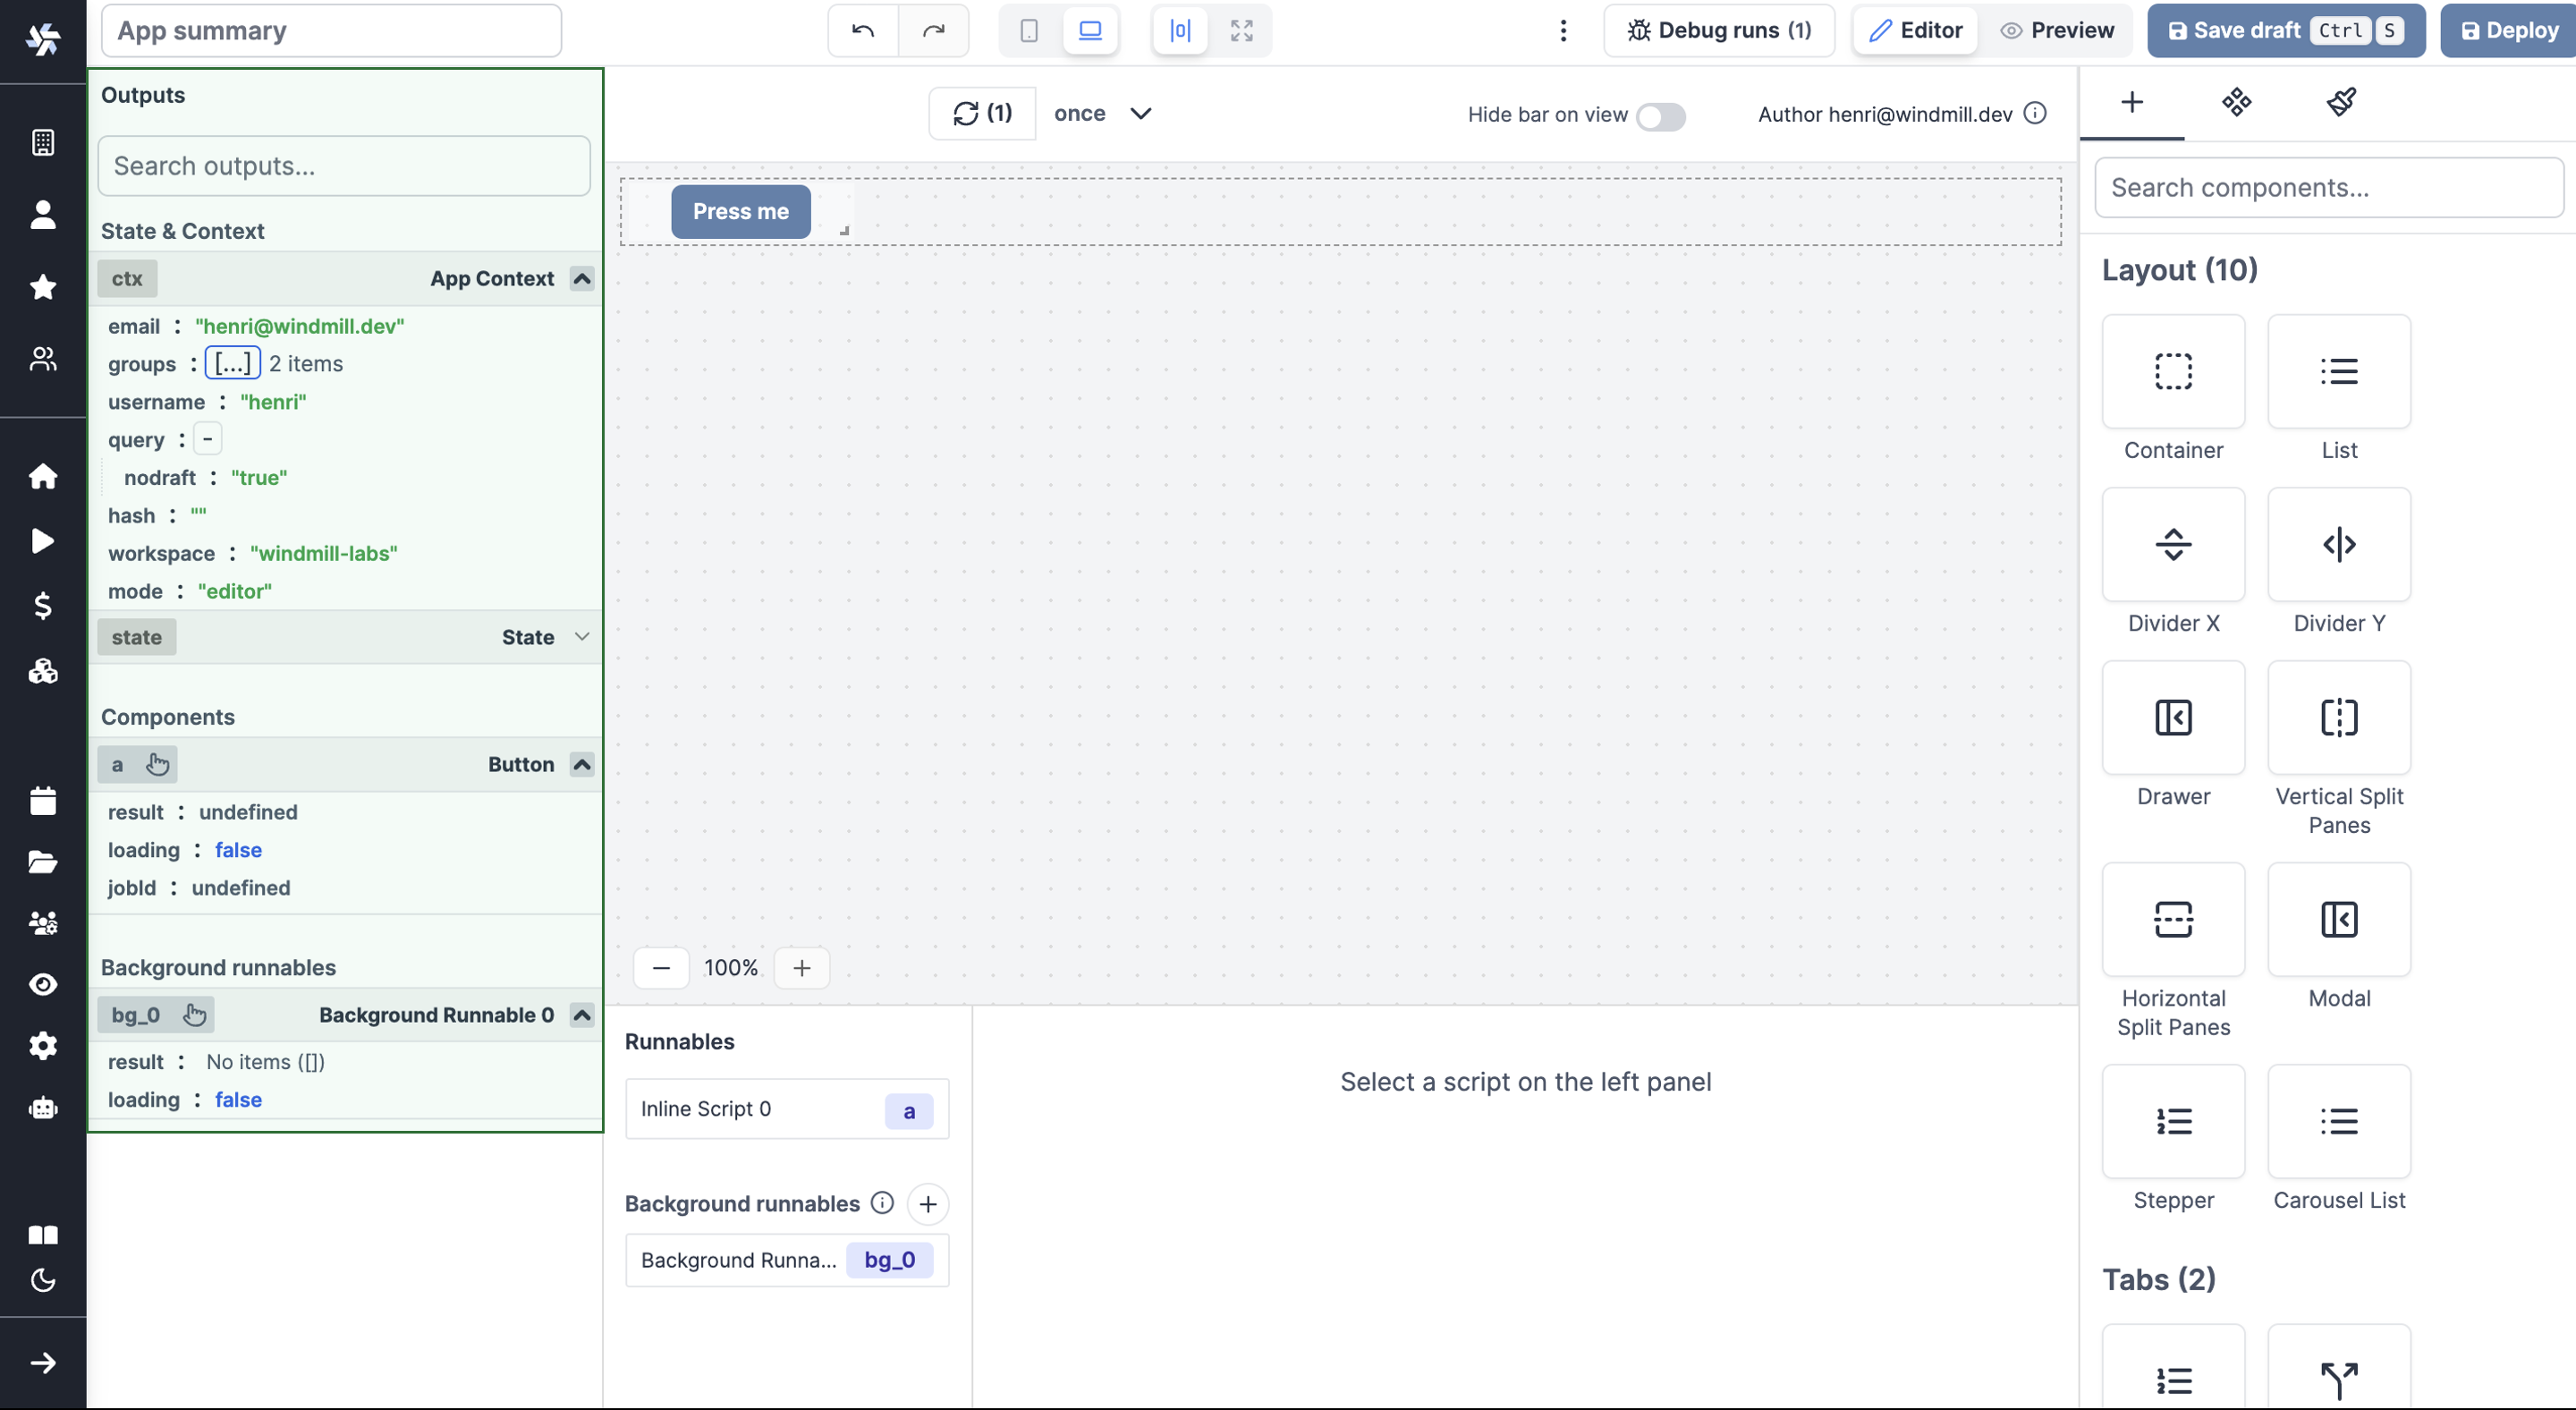 App summary
Debug runs (1)
Editor
Preview
Save draft Ctrl S
Deploy
Outputs
Search outputs...
State & Context
ctx App Context
email : "henri@windmill.dev"
groups : [...] 2 items
username : "henri"
query : -
nodraft : "true"
hash : ""
workspace : "windmill-labs"
mode : "editor"
state State
Components
a Button
result : undefined
loading : false
jobId : undefined
Background runnables
bg_0 Background Runnable 0
result : No items ([])
loading : false
(1) once
Hide bar on view
Author henri@windmill.dev
Press me
100%
Runnables
Inline Script 0 a
Background runnables
Background Runna... bg_0
Select a script on the left panel
Search components...
Layout (10)
Container
List
Divider X
Divider Y
Drawer
Vertical Split
Panes
Horizontal
Split Panes
Modal
Stepper
Carousel List
Tabs (2)